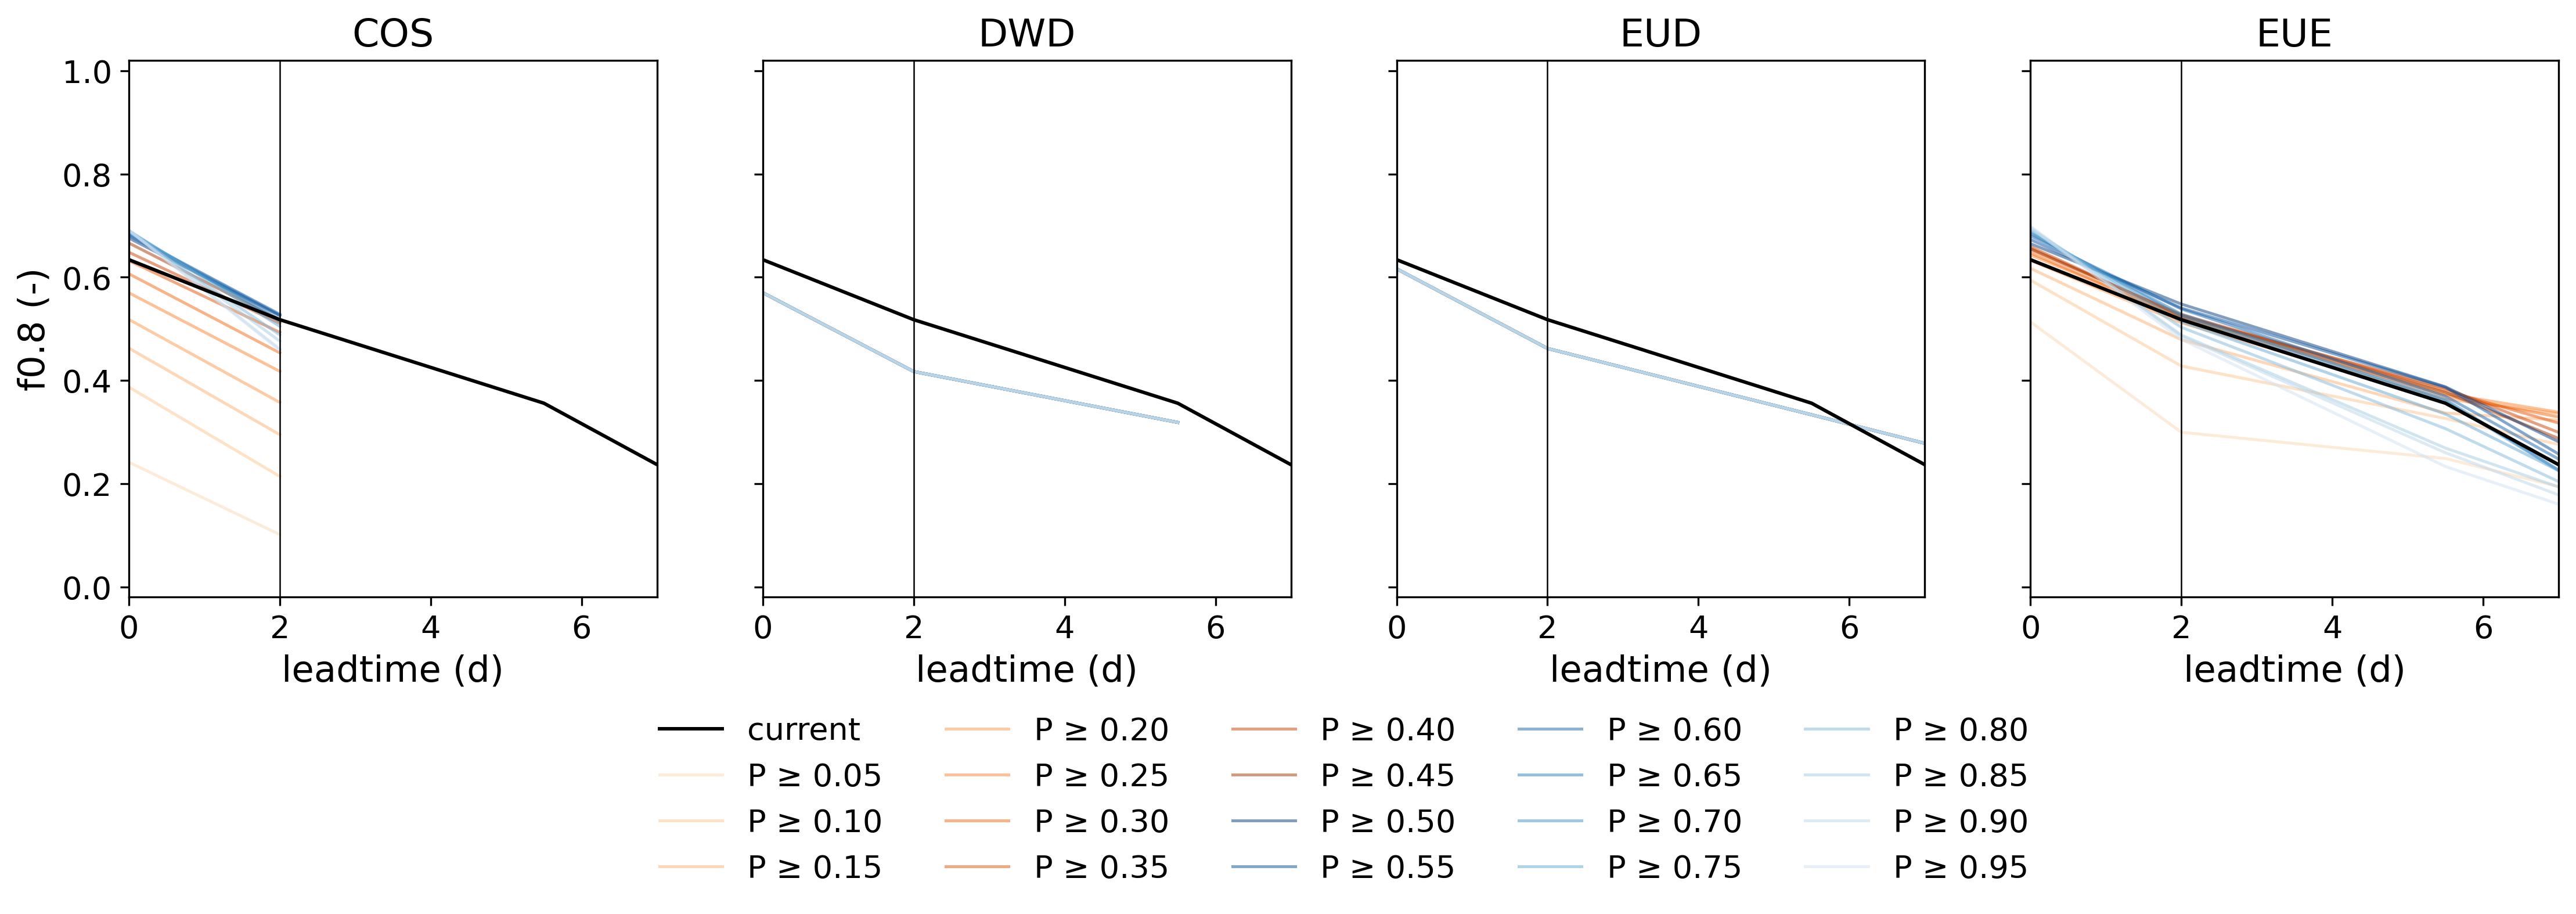 COS DWD EUD EUE
1.0
0.8
0.6
0.4
0.2
0.0
f0.8 (-)
0 2 4 6 0 2 4 6 0 2 4 6 0 2 4 6
leadtime (d) leadtime (d) leadtime (d) leadtime (d)
current P ≥ 0.20 P ≥ 0.40 P ≥ 0.60 P ≥ 0.80
P ≥ 0.05 P ≥ 0.25 P ≥ 0.45 P ≥ 0.65 P ≥ 0.85
P ≥ 0.10 P ≥ 0.30 P ≥ 0.50 P ≥ 0.70 P ≥ 0.90
P ≥ 0.15 P ≥ 0.35 P ≥ 0.55 P ≥ 0.75 P ≥ 0.95